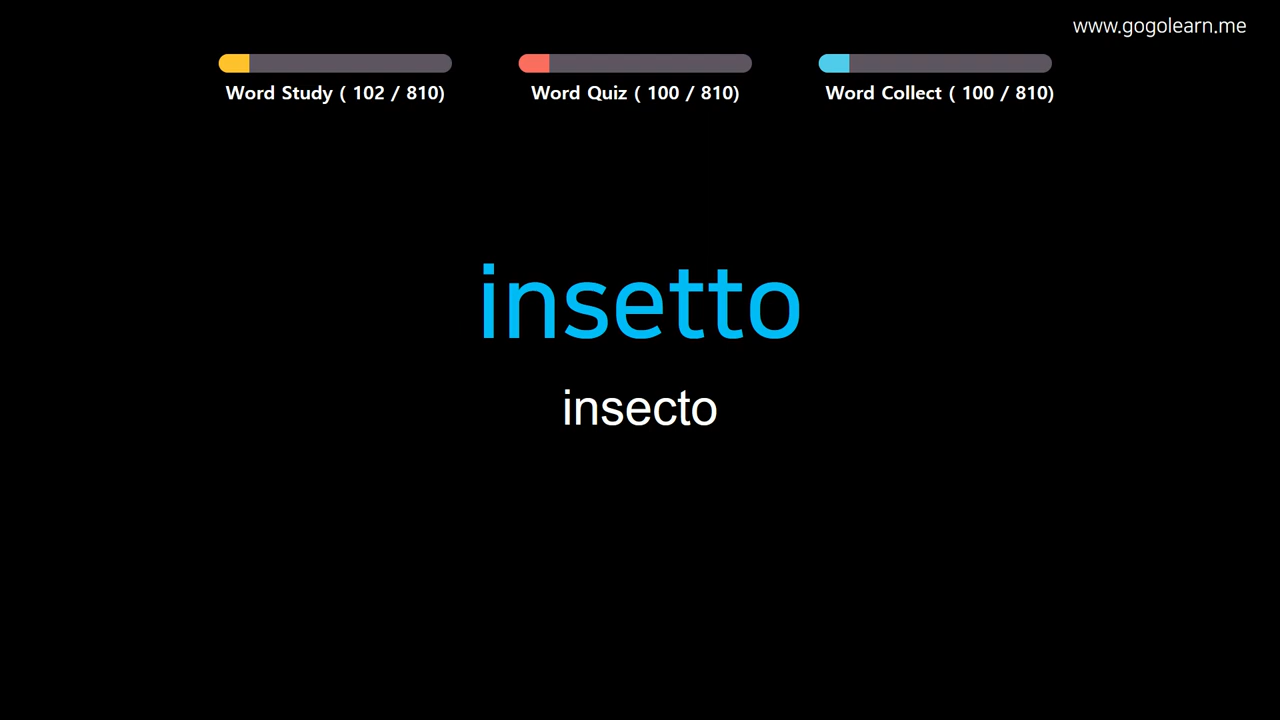 www.gogolearn.me
Word Study ( 102 / 810)
Word Quiz ( 100 / 810)
Word Collect ( 100 / 810)
insetto
insecto